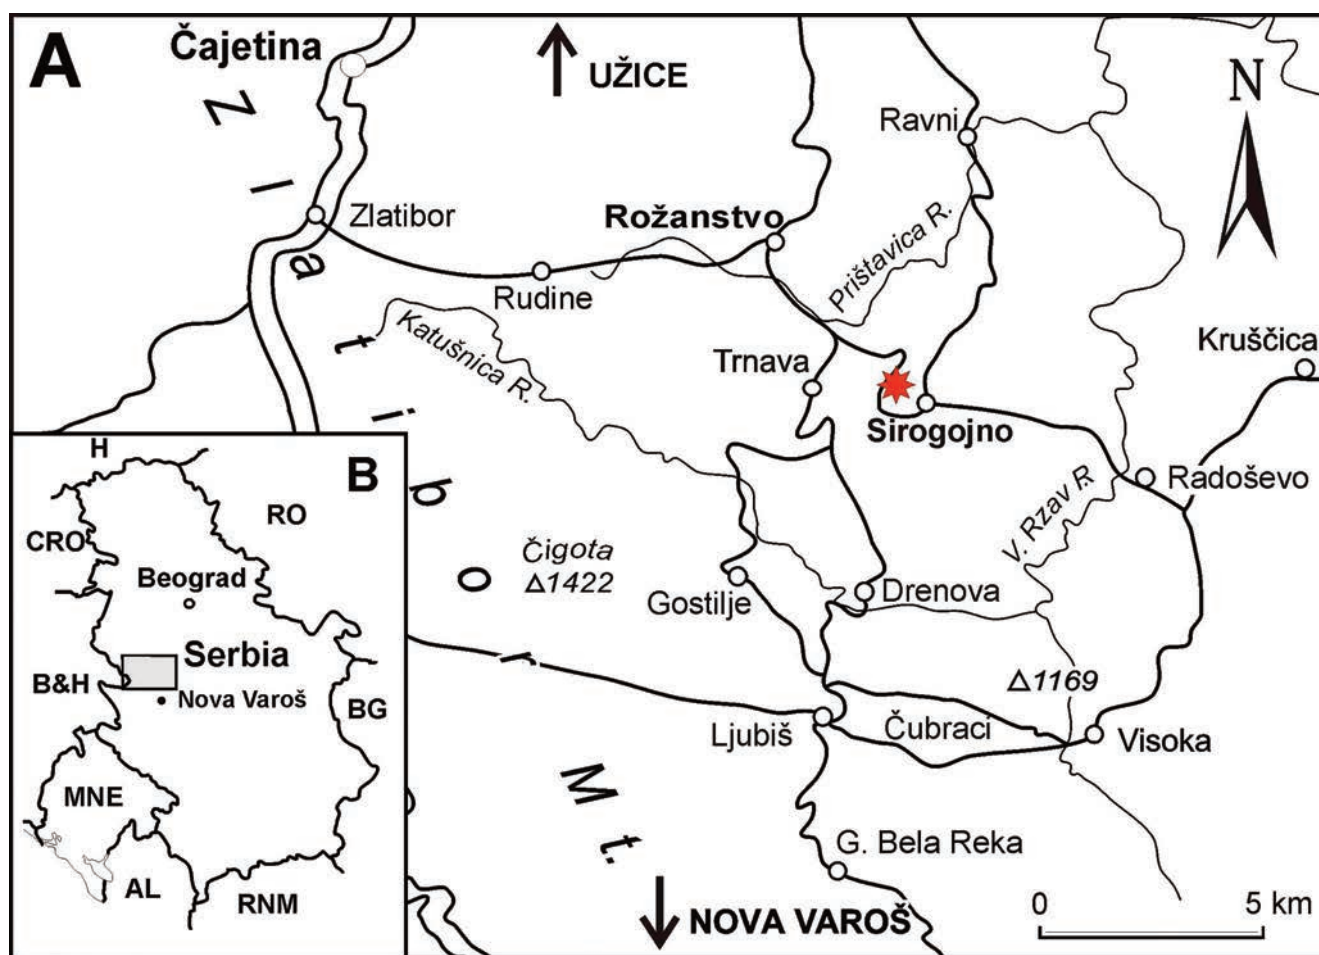 A
Čajetina
UŽICE
N
Ravni
Zlatibor Mt.
Zlatibor
Rožanstvo
Prištavica R.
Rudine
Katušnica R.
Trnava
Kruščica
Sirogojno
Radoševo
V. Rzav R.
Čigota
Δ1422
Gostilje
Drenova
Δ1169
Ljubiš
Čubraci
Visoka
G. Bela Reka
NOVA VAROŠ
0 5 km
B
H
RO
CRO
Beograd
Serbia
B&H
Nova Varoš
BG
MNE
AL
RNM